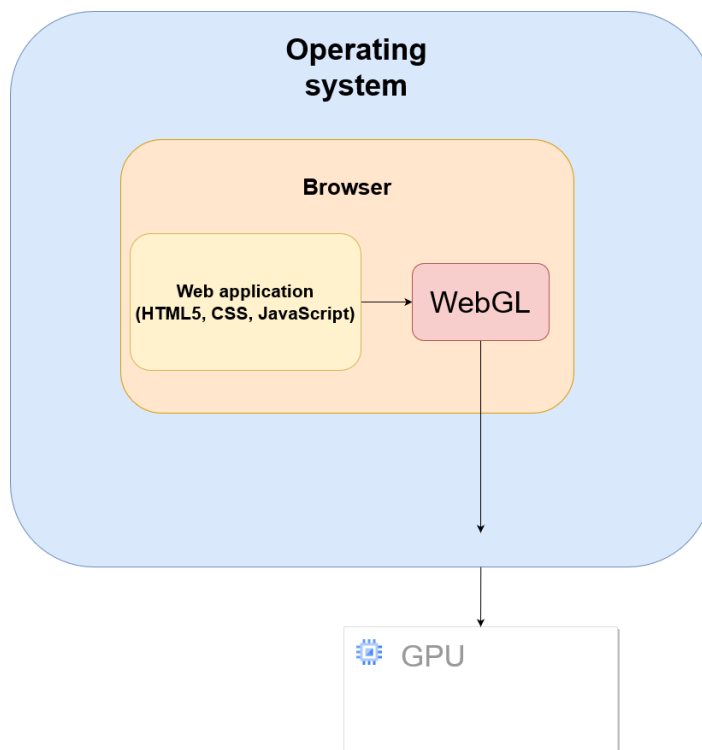 Operating
system
Browser
Web application
(HTML5, CSS, JavaScript)
WebGL
GPU